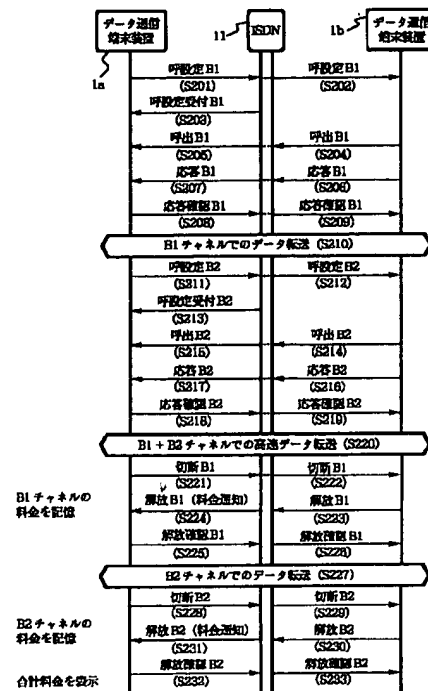 データ通信
端末装置
1a
11
ISDN
1b
データ通信
端末装置
呼設定B1
(S201)
呼設定B1
(S202)
呼設定受付B1
(S203)
呼出B1
(S205)
呼出B1
(S204)
応答B1
(S207)
応答B1
(S206)
応答確認B1
(S208)
応答確認B1
(S209)
B1チャネルでのデータ転送 (S210)
呼設定B2
(S211)
呼設定B2
(S212)
呼設定受付B2
(S213)
呼出B2
(S215)
呼出B2
(S214)
応答B2
(S217)
応答B2
(S216)
応答確認B2
(S218)
応答確認B2
(S219)
B1+B2チャネルでの高速データ転送 (S220)
切断B1
(S221)
切断B1
(S222)
B1チャネルの
料金を記憶
解放B1 (料金通知)
(S224)
解放B1
(S223)
解放確認B1
(S225)
解放確認B1
(S226)
B2チャネルでのデータ転送 (S227)
切断B2
(S228)
切断B2
(S229)
B2チャネルの
料金を記憶
解放B2 (料金通知)
(S231)
解放B2
(S230)
合計料金を表示
解放確認B2
(S232)
解放確認B2
(S233)